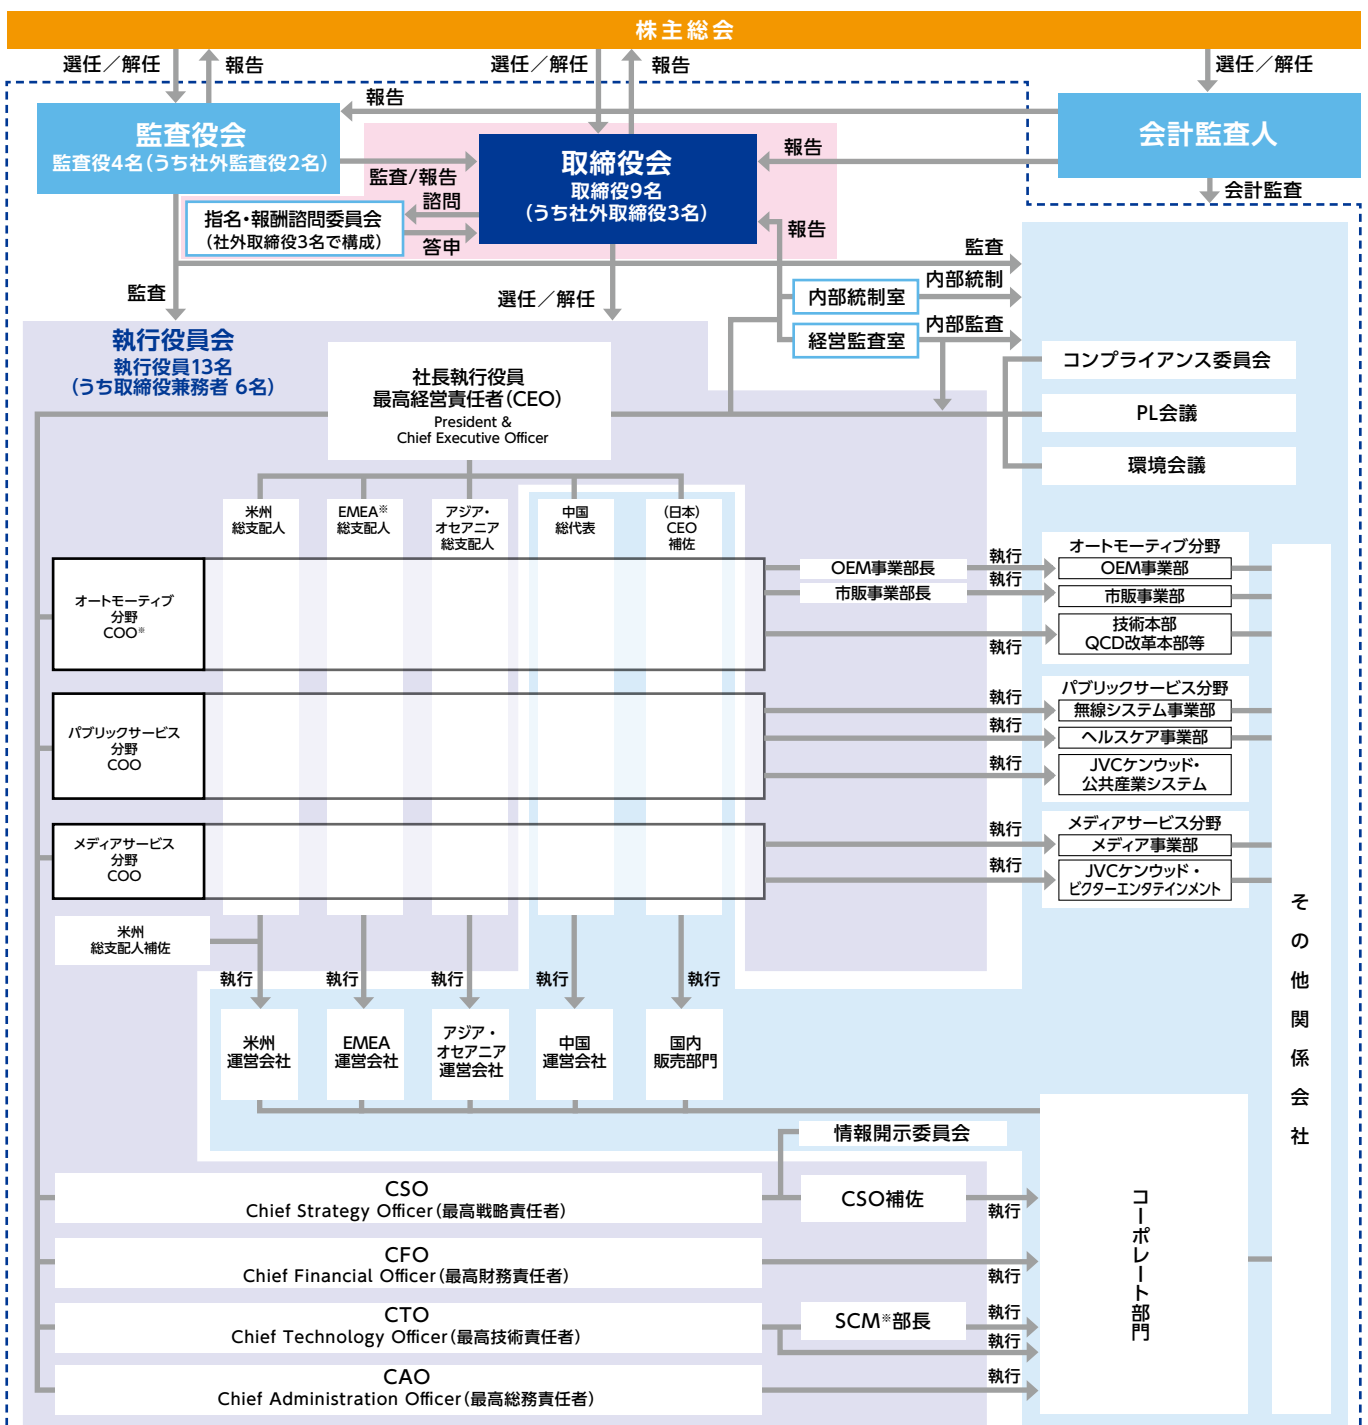 株主総会
選任／解任
報告
選任／解任
報告
選任／解任
報告
監査役会
監査役4名（うち社外監査役2名）
会計監査人
取締役会
取締役9名
（うち社外取締役3名）
報告
監査/報告
諮問
会計監査
指名・報酬諮問委員会
（社外取締役3名で構成）
答申
報告
監査
監査
選任／解任
内部統制室
内部統制
経営監査室
内部監査
執行役員会
執行役員13名
（うち取締役兼務者 6名）
社長執行役員
最高経営責任者（CEO）
President &
Chief Executive Officer
コンプライアンス委員会
PL会議
環境会議
米州
総支配人
EMEA※
総支配人
アジア・
オセアニア
総支配人
中国
総代表
（日本）
CEO
補佐
オートモーティブ
分野
COO※
OEM事業部長
執行
市販事業部長
執行
執行
オートモーティブ分野
OEM事業部
市販事業部
技術本部
QCD改革本部等
パブリックサービス
分野
COO
執行
執行
執行
パブリックサービス分野
無線システム事業部
ヘルスケア事業部
JVCケンウッド・
公共産業システム
メディアサービス
分野
COO
執行
執行
メディアサービス分野
メディア事業部
JVCケンウッド・
ビクターエンタテインメント
その他関係会社
米州
総支配人補佐
執行
執行
執行
執行
執行
米州
運営会社
EMEA
運営会社
アジア・
オセアニア
運営会社
中国
運営会社
国内
販売部門
情報開示委員会
CSO
Chief Strategy Officer（最高戦略責任者）
CSO補佐
執行
CFO
Chief Financial Officer（最高財務責任者）
執行
CTO
Chief Technology Officer（最高技術責任者）
SCM※部長
執行
執行
CAO
Chief Administration Officer（最高総務責任者）
執行
コーポレート部門